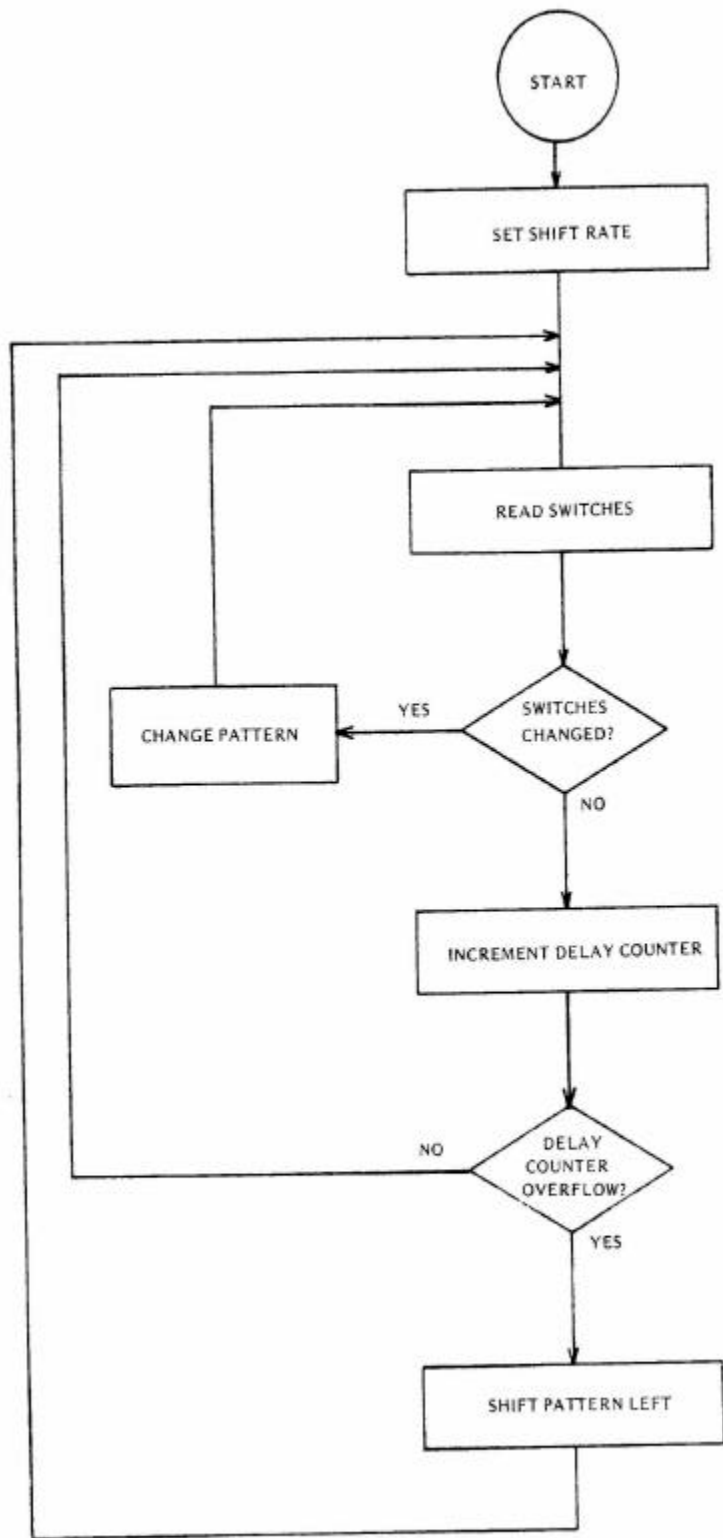 START
SET SHIFT RATE
READ SWITCHES
SWITCHES
CHANGED?
YES
CHANGE PATTERN
NO
INCREMENT DELAY COUNTER
DELAY
COUNTER
OVERFLOW?
NO
YES
SHIFT PATTERN LEFT